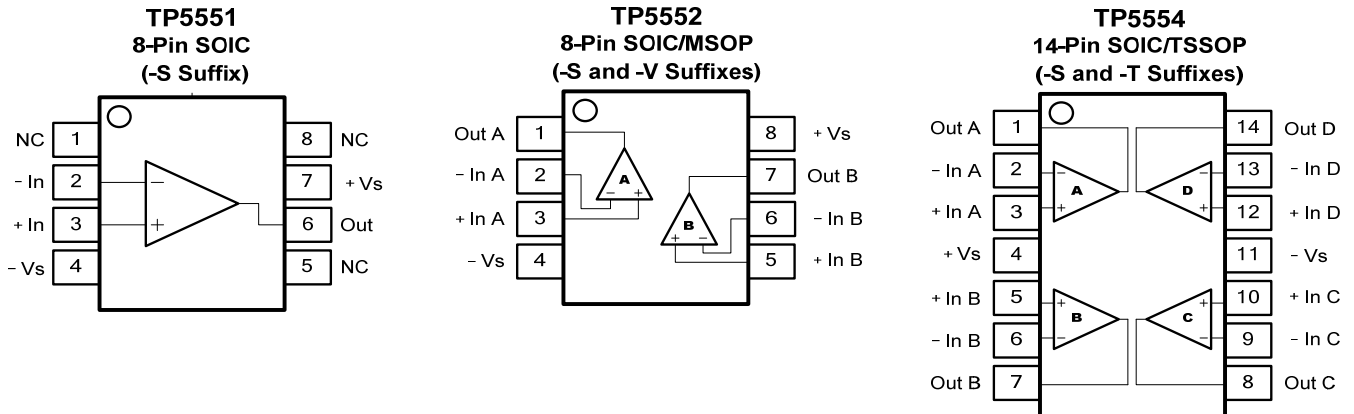 TP5551
8-Pin SOIC
(-S Suffix)
NC 1 8 NC
- In 2 - 7 + Vs
+ In 3 + 6 Out
- Vs 4 5 NC
TP5552
8-Pin SOIC/MSOP
(-S and -V Suffixes)
Out A 1 8 + Vs
- In A 2 A - + 7 Out B
+ In A 3 B + - 6 - In B
- Vs 4 5 + In B
TP5554
14-Pin SOIC/TSSOP
(-S and -T Suffixes)
Out A 1 14 Out D
- In A 2 - - 13 - In D
A D
+ In A 3 + + 12 + In D
+ Vs 4 11 - Vs
+ In B 5 + + 10 + In C
B C
- In B 6 - - 9 - In C
Out B 7 8 Out C